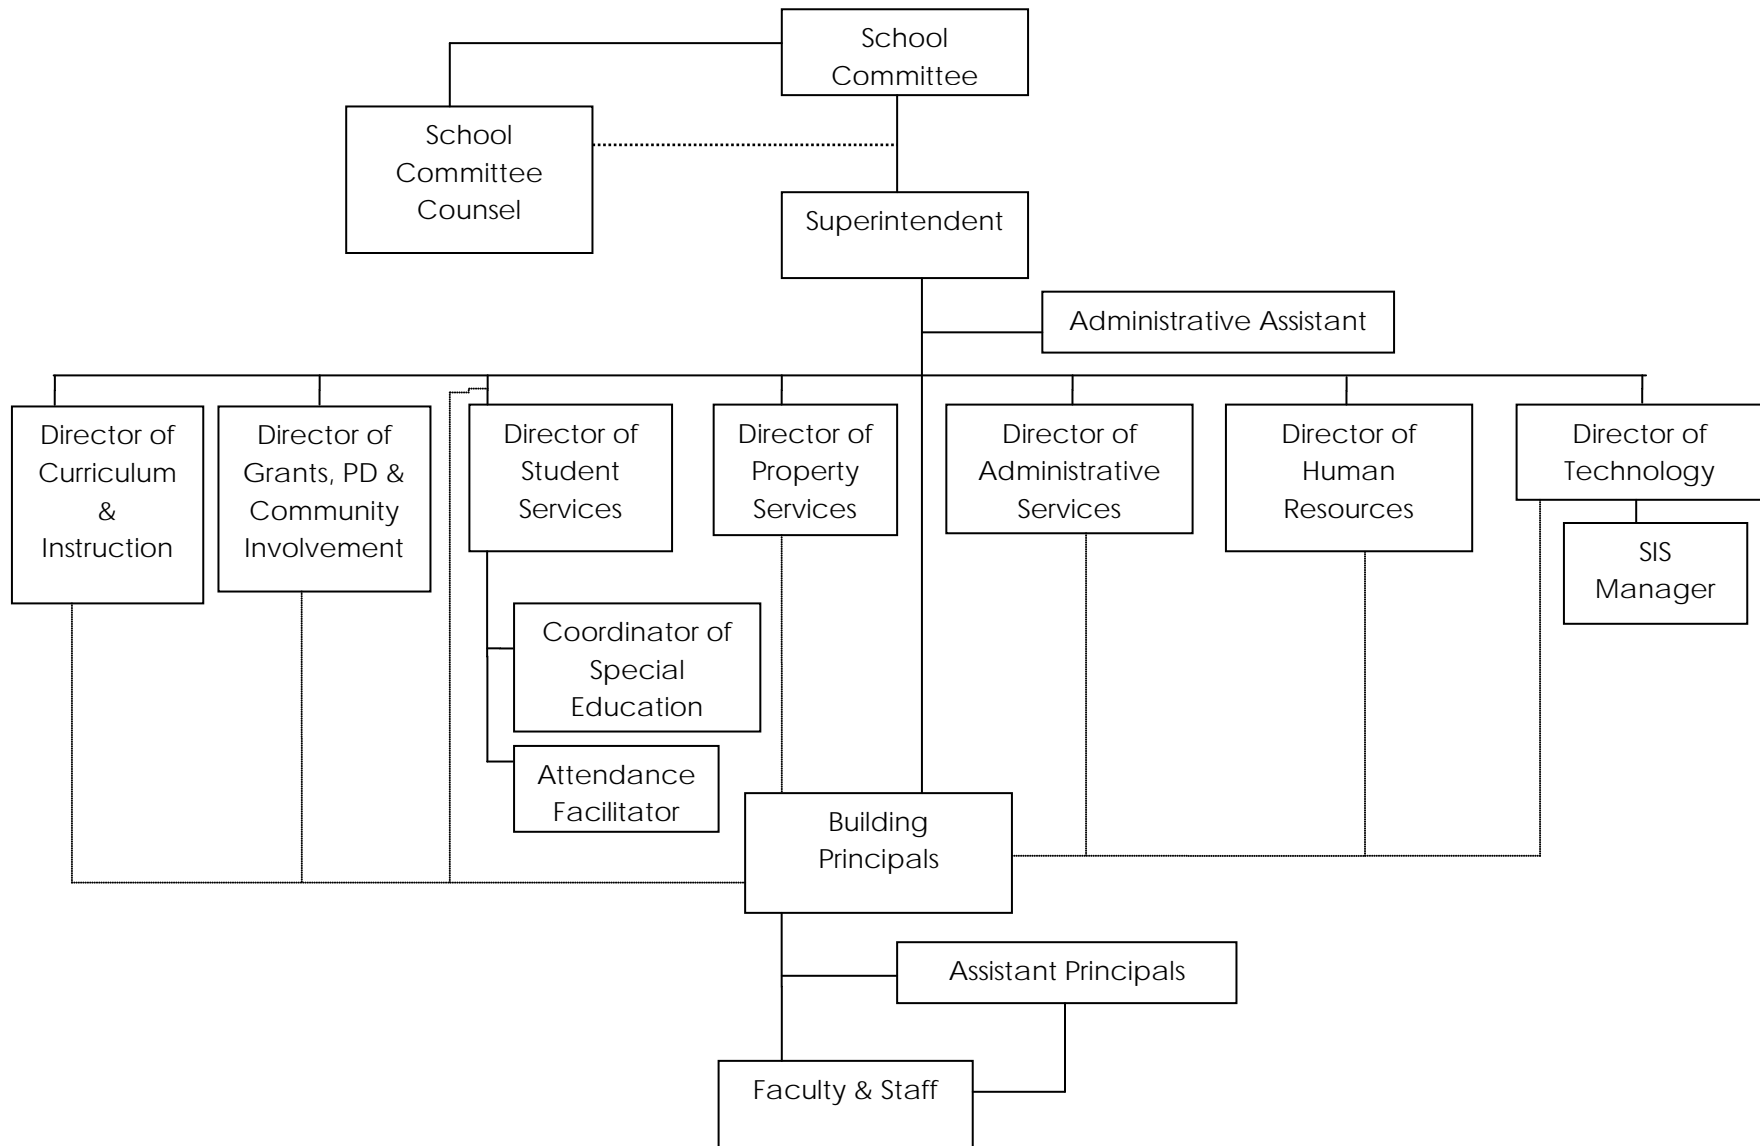 School
Committee
School
Committee
Counsel
Superintendent
Administrative Assistant
Director of
Curriculum
&
Instruction
Director of
Grants, PD &
Community
Involvement
Director of
Student
Services
Director of
Property
Services
Director of
Administrative
Services
Director of
Human
Resources
Director of
Technology
SIS
Manager
Coordinator of
Special
Education
Attendance
Facilitator
Building
Principals
Assistant Principals
Faculty & Staff